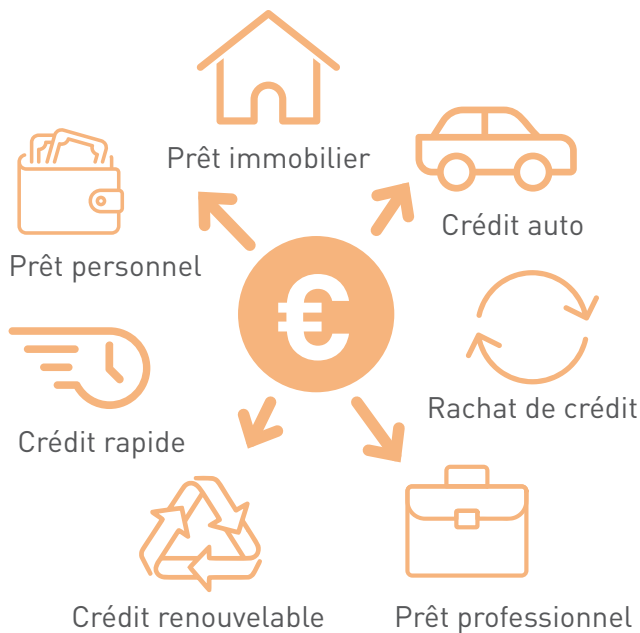 Prêt immobilier
Crédit auto
Prêt personnel
€
Rachat de crédit
Crédit rapide
Crédit renouvelable
Prêt professionnel